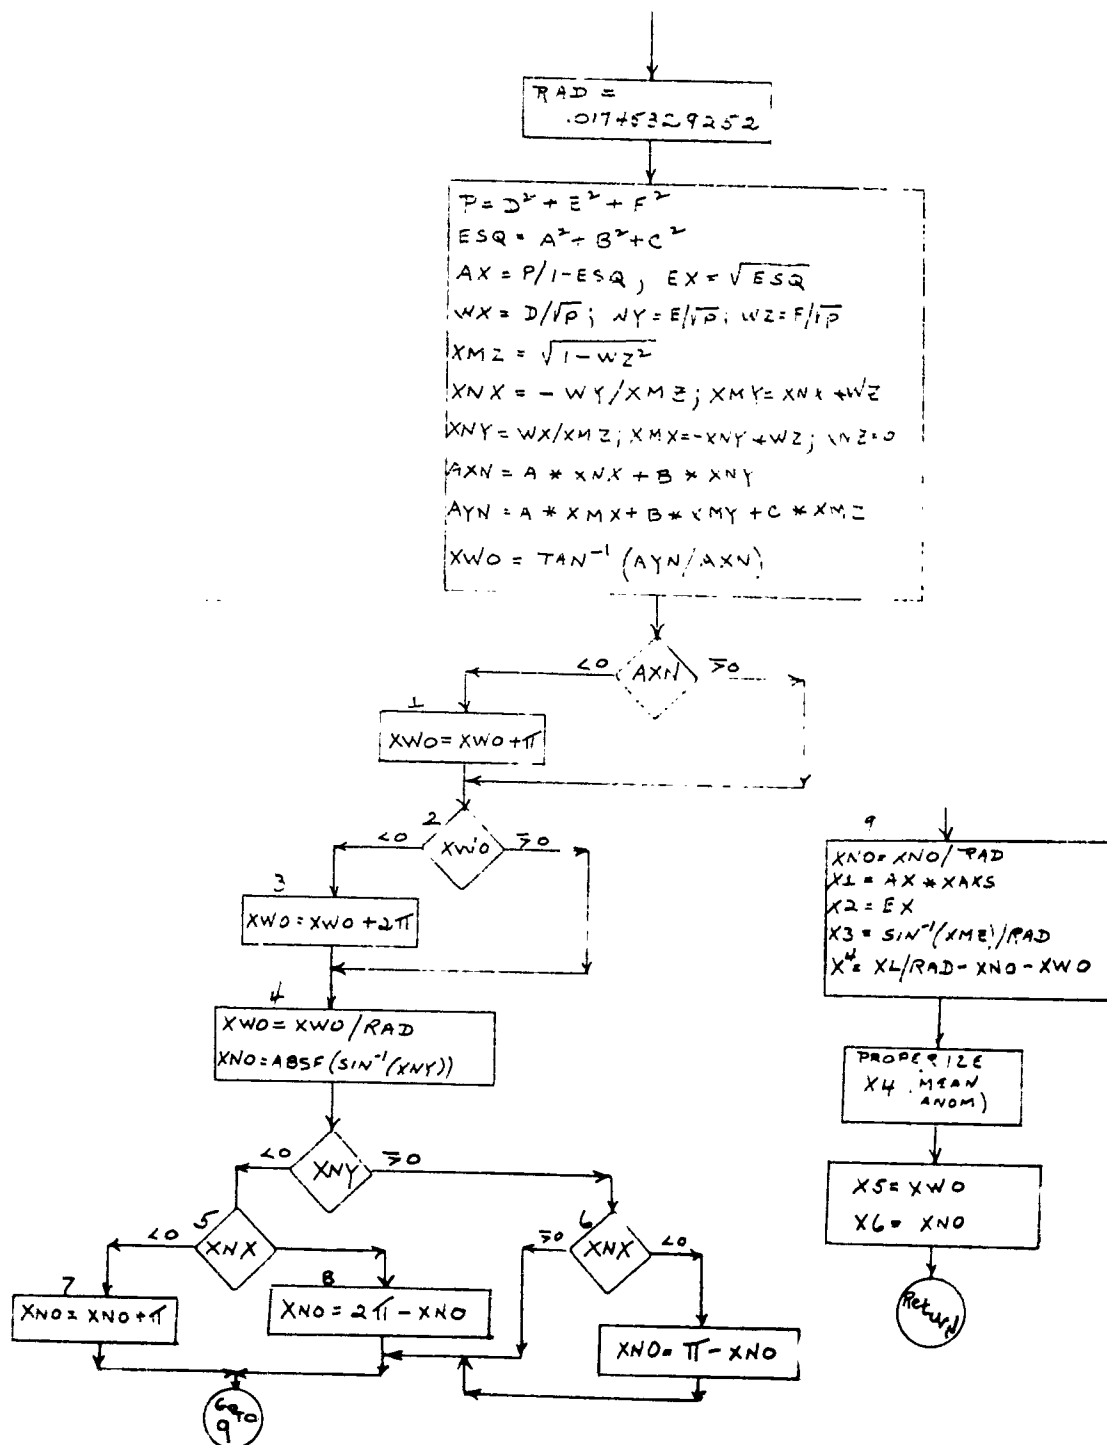 RAD =
.01745329252
P = D² + E² + F²
ESQ = A² + B² + C²
AX = P/1-ESQ, EX = √ESQ
WX = D/√P; WY = E/√P; WZ = F/√P
XMZ = √1-WZ²
XNX = - WY/XMZ; XMY = XNX * WZ
XNY = WX/XMZ; XMX = -XNY * WZ; XNZ = 0
AXN = A * XNX + B * XNY
AYN = A * XMX + B * XMY + C * XMZ
XWO = TAN⁻¹ (AYN/AXN)
<0 AXN ≥0
1
XWO = XWO + π
2
<0 XWO ≥0
3
XWO = XWO + 2π
4
XWO = XWO / RAD
XNO = ABSF (SIN⁻¹ (XNY))
<0 XNY ≥0
5
<0 XNX
6
≥0 XNX <0
7
XNO = XNO + π
8
XNO = 2π - XNO
XNO = π - XNO
GO TO
9
9
XNO = XNO / RAD
X1 = AX * XAXS
X2 = EX
X3 = SIN⁻¹ (XMZ) / RAD
X4 = XL/RAD - XNO - XWO
PROPERIZE
X4 (MEAN
ANOM)
X5 = XWO
X6 = XNO
Return